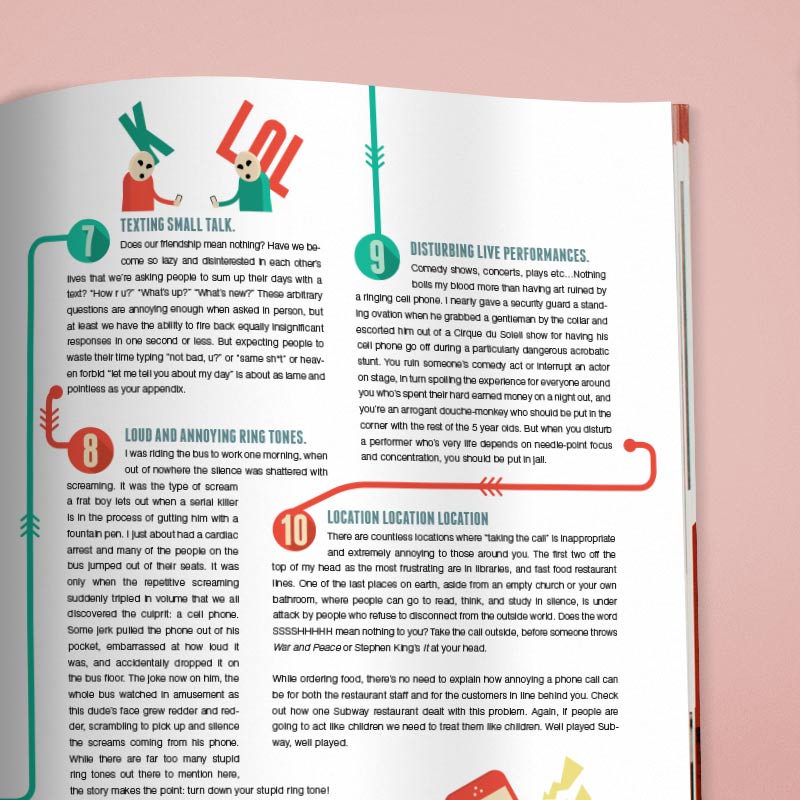 K
LOL
7
TEXTING SMALL TALK.
Does our friendship mean nothing? Have we be-
come so lazy and disinterested in each other's
lives that we're asking people to sum up their days with a
text? "How r u?" "What's up?" "What's new?" These arbitrary
questions are annoying enough when asked in person, but
at least we have the ability to fire back equally insignificant
responses in one second or less. But expecting people to
waste their time typing "not bad, u?" or "same sh*t" or heav-
en forbid "let me tell you about my day" is about as lame and
pointless as your appendix.
8
LOUD AND ANNOYING RING TONES.
I was riding the bus to work one morning, when
out of nowhere the silence was shattered with
screaming. It was the type of scream
a frat boy lets out when a serial killer
is in the process of gutting him with a
fountain pen. I just about had a cardiac
arrest and many of the people on the
bus jumped out of their seats. It was
only when the repetitive screaming
suddenly tripled in volume that we all
discovered the culprit: a cell phone.
Some jerk pulled the phone out of his
pocket, embarrassed at how loud it
was, and accidentally dropped it on
the bus floor. The joke now on him, the
whole bus watched in amusement as
this dude's face grew redder and red-
der, scrambling to pick up and silence
the screams coming from his phone.
While there are far too many stupid
ring tones out there to mention here,
the story makes the point: turn down your stupid ring tone!
9
DISTURBING LIVE PERFORMANCES.
Comedy shows, concerts, plays etc...Nothing
boils my blood more than having art ruined by
a ringing cell phone. I nearly gave a security guard a stand-
ing ovation when he grabbed a gentleman by the collar and
escorted him out of a Cirque du Soleil show for having his
cell phone go off during a particularly dangerous acrobatic
stunt. You ruin someone's comedy act or interrupt an actor
on stage, in turn spoiling the experience for everyone around
you who's spent their hard earned money on a night out, and
you're an arrogant douche-monkey who should be put in the
corner with the rest of the 5 year olds. But when you disturb
a performer who's very life depends on needle-point focus
and concentration, you should be put in jail.
10
LOCATION LOCATION LOCATION
There are countless locations where "taking the call" is inappropriate
and extremely annoying to those around you. The first two off the
top of my head as the most frustrating are in libraries, and fast food restaurant
lines. One of the last places on earth, aside from an empty church or your own
bathroom, where people can go to read, think, and study in silence, is under
attack by people who refuse to disconnect from the outside world. Does the word
SSSSHHHHH mean nothing to you? Take the call outside, before someone throws
War and Peace or Stephen King's It at your head.
While ordering food, there's no need to explain how annoying a phone call can
be for both the restaurant staff and for the customers in line behind you. Check
out how one Subway restaurant dealt with this problem. Again, if people are
going to act like children we need to treat them like children. Well played Sub-
way, well played.